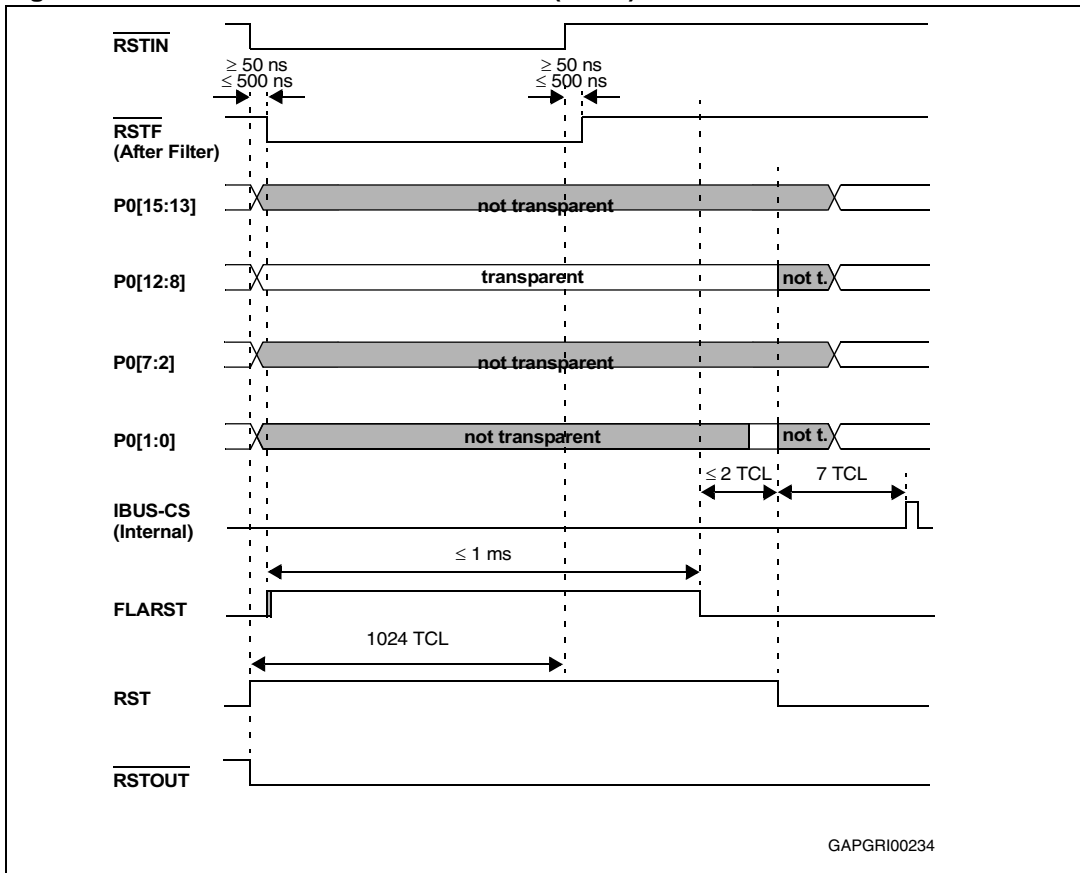 RSTIN
≥ 50 ns
≤ 500 ns
≥ 50 ns
≤ 500 ns
RSTF
(After Filter)
P0[15:13]
not transparent
P0[12:8]
transparent
not t.
P0[7:2]
not transparent
P0[1:0]
not transparent
not t.
≤ 2 TCL
7 TCL
IBUS-CS
(Internal)
≤ 1 ms
FLARST
1024 TCL
RST
RSTOUT
GAPGRI00234